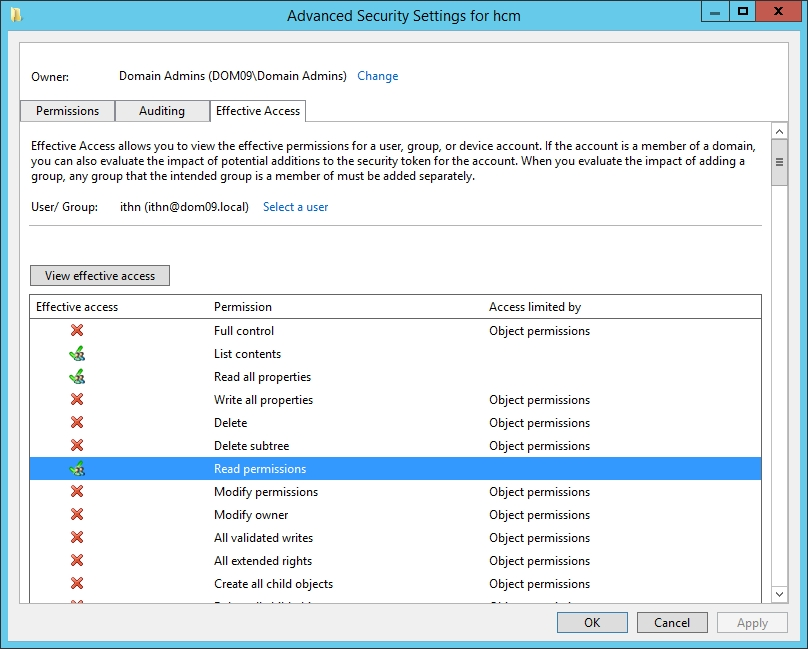 Advanced Security Settings for hcm
Owner: Domain Admins (DOM09\Domain Admins) Change
Permissions Auditing Effective Access
Effective Access allows you to view the effective permissions for a user, group, or device account. If the account is a member of a domain,
you can also evaluate the impact of potential additions to the security token for the account. When you evaluate the impact of adding a
group, any group that the intended group is a member of must be added separately.
User/ Group: ithn (ithn@dom09.local) Select a user
View effective access
Effective access Permission Access limited by
Full control Object permissions
List contents
Read all properties
Write all properties Object permissions
Delete Object permissions
Delete subtree Object permissions
Read permissions
Modify permissions Object permissions
Modify owner Object permissions
All validated writes Object permissions
All extended rights Object permissions
Create all child objects Object permissions
OK Cancel Apply